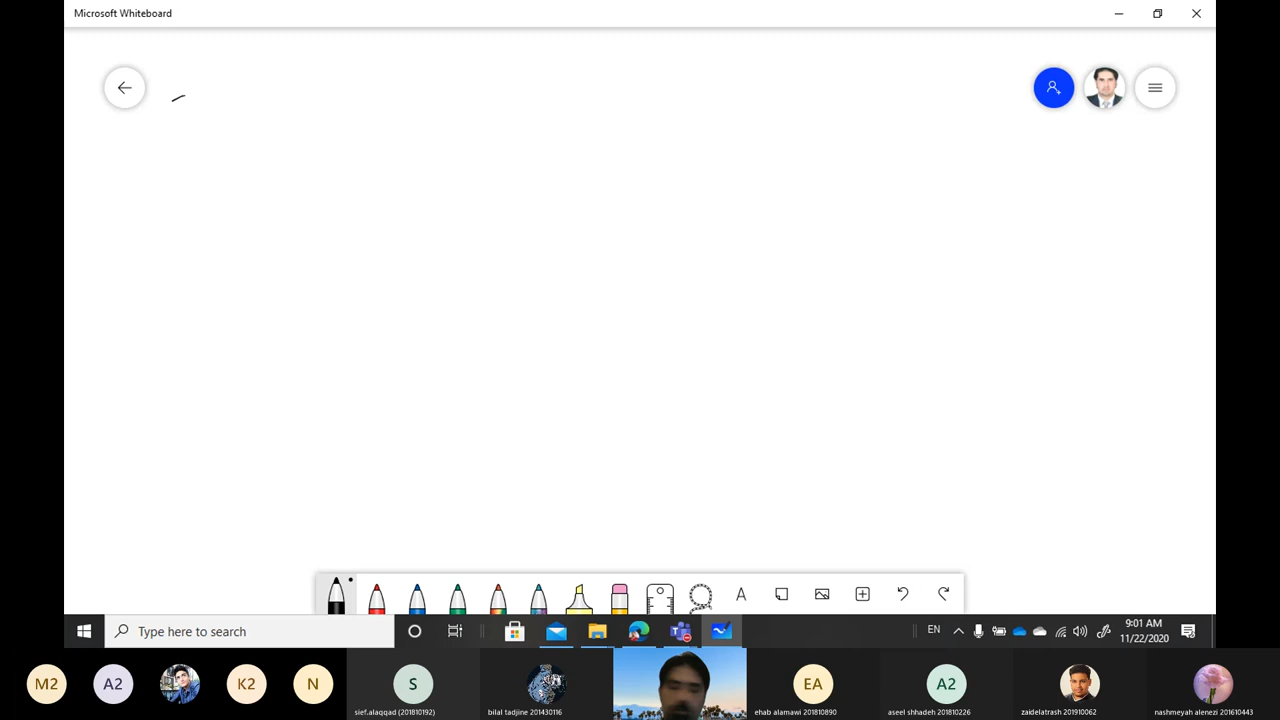 Microsoft Whiteboard
A
Type here to search
EN
9:01 AM
11/22/2020
M2
A2
K2
N
S
sief.alaqqad (201810192)
bilal tadjine 201430116
EA
ehab alamawi 201810890
A2
aseel shhadeh 201810226
zaidelatrash 201910062
nashmeyah alenezi 201610443